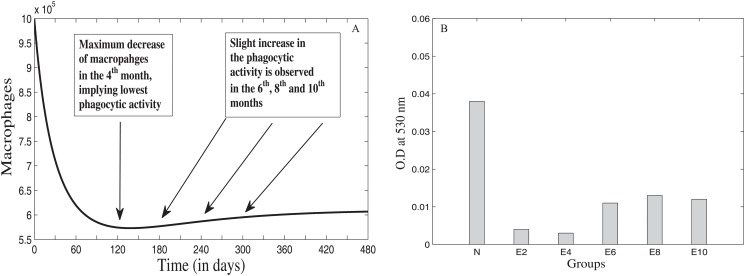 x 10^5
A
10
9.5
9
8.5
8
7.5
7
6.5
6
5.5
Macrophages
Maximum decrease
of macropahges
in the 4th month,
implying lowest
phagocytic activity
Slight increase in
the phagocytic
activity is observed
in the 6th, 8th and 10th
months
0 60 120 180 240 300 360 420 480
Time (in days)
B
0.06
0.05
0.04
0.03
0.02
0.01
0
O.D at 530 nm
N E2 E4 E6 E8 E10
Groups